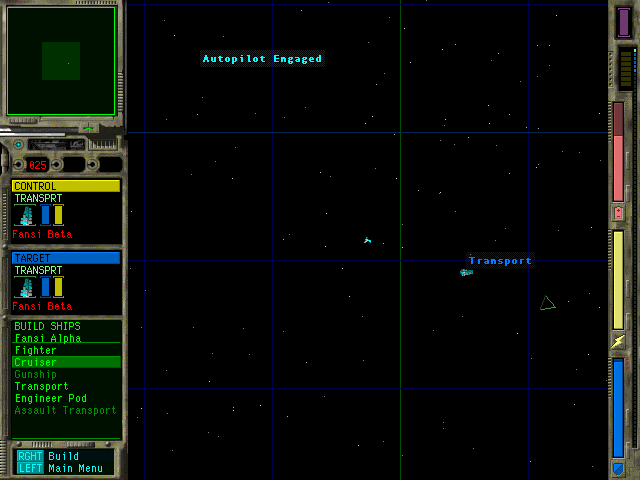 Autopilot Engaged
025
CONTROL
TRANSPRT
Fansi Beta
TARGET
TRANSPRT
Fansi Beta
BUILD SHIPS
Fansi Alpha
Fighter
Cruiser
Gunship
Transport
Engineer Pod
Assault Transport
RGHT Build
LEFT Main Menu
Transport